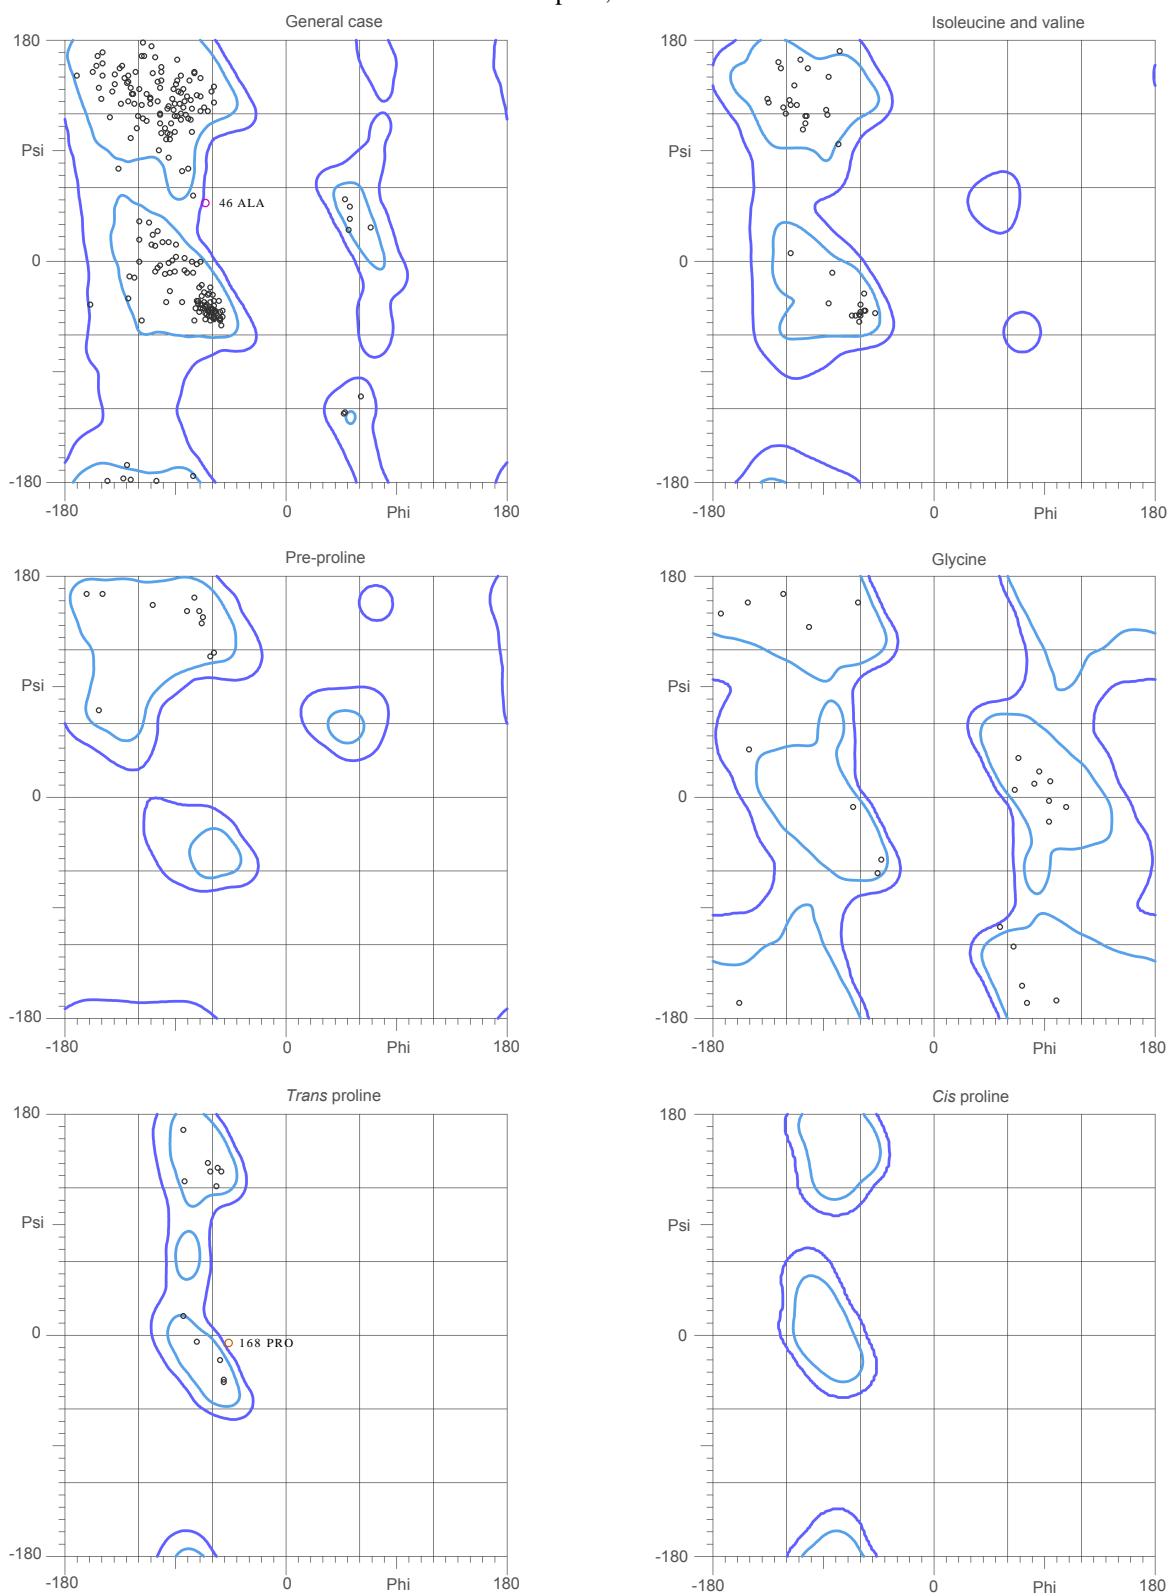 General case
Isoleucine and valine
180
180
Psi
Psi
46 ALA
0
0
-180
-180
-180
0
Phi
180
-180
0
Phi
180
Pre-proline
Glycine
180
180
Psi
Psi
0
0
-180
-180
-180
0
Phi
180
-180
0
Phi
180
Trans proline
Cis proline
180
180
Psi
Psi
0
168 PRO
0
-180
-180
-180
0
Phi
180
-180
0
Phi
180